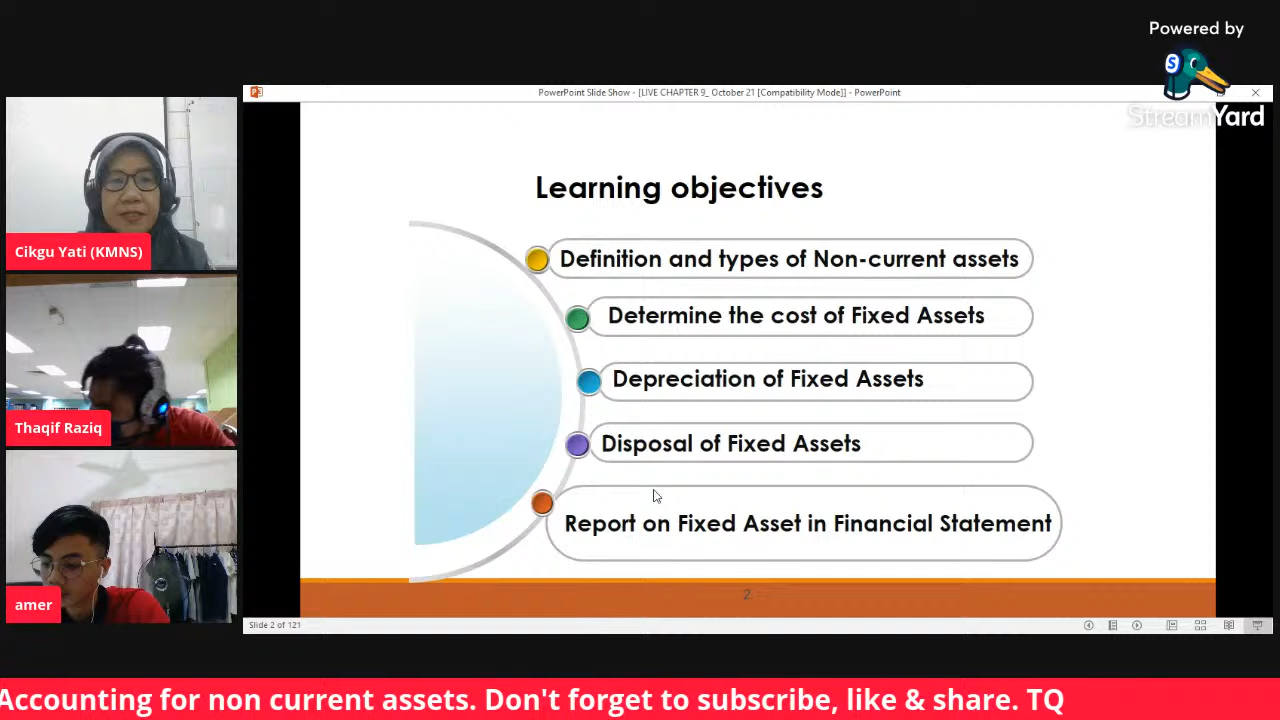 Powered by
StreamYard
PowerPoint Slide Show - [LIVE CHAPTER 9_ October 21 [Compatibility Mode]] - PowerPoint
Learning objectives
Definition and types of Non-current assets
Determine the cost of Fixed Assets
Depreciation of Fixed Assets
Disposal of Fixed Assets
Report on Fixed Asset in Financial Statement
2
Slide 2 of 121
Cikgu Yati (KMNS)
Thaqif Raziq
amer
Accounting for non current assets. Don't forget to subscribe, like & share. TQ